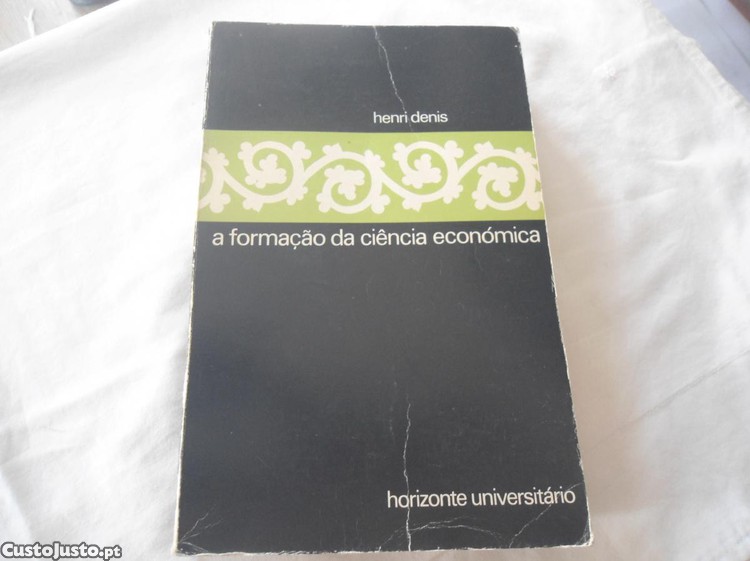 henri denis
a formação da ciência económica
horizonte universitário
CustoJusto.pt